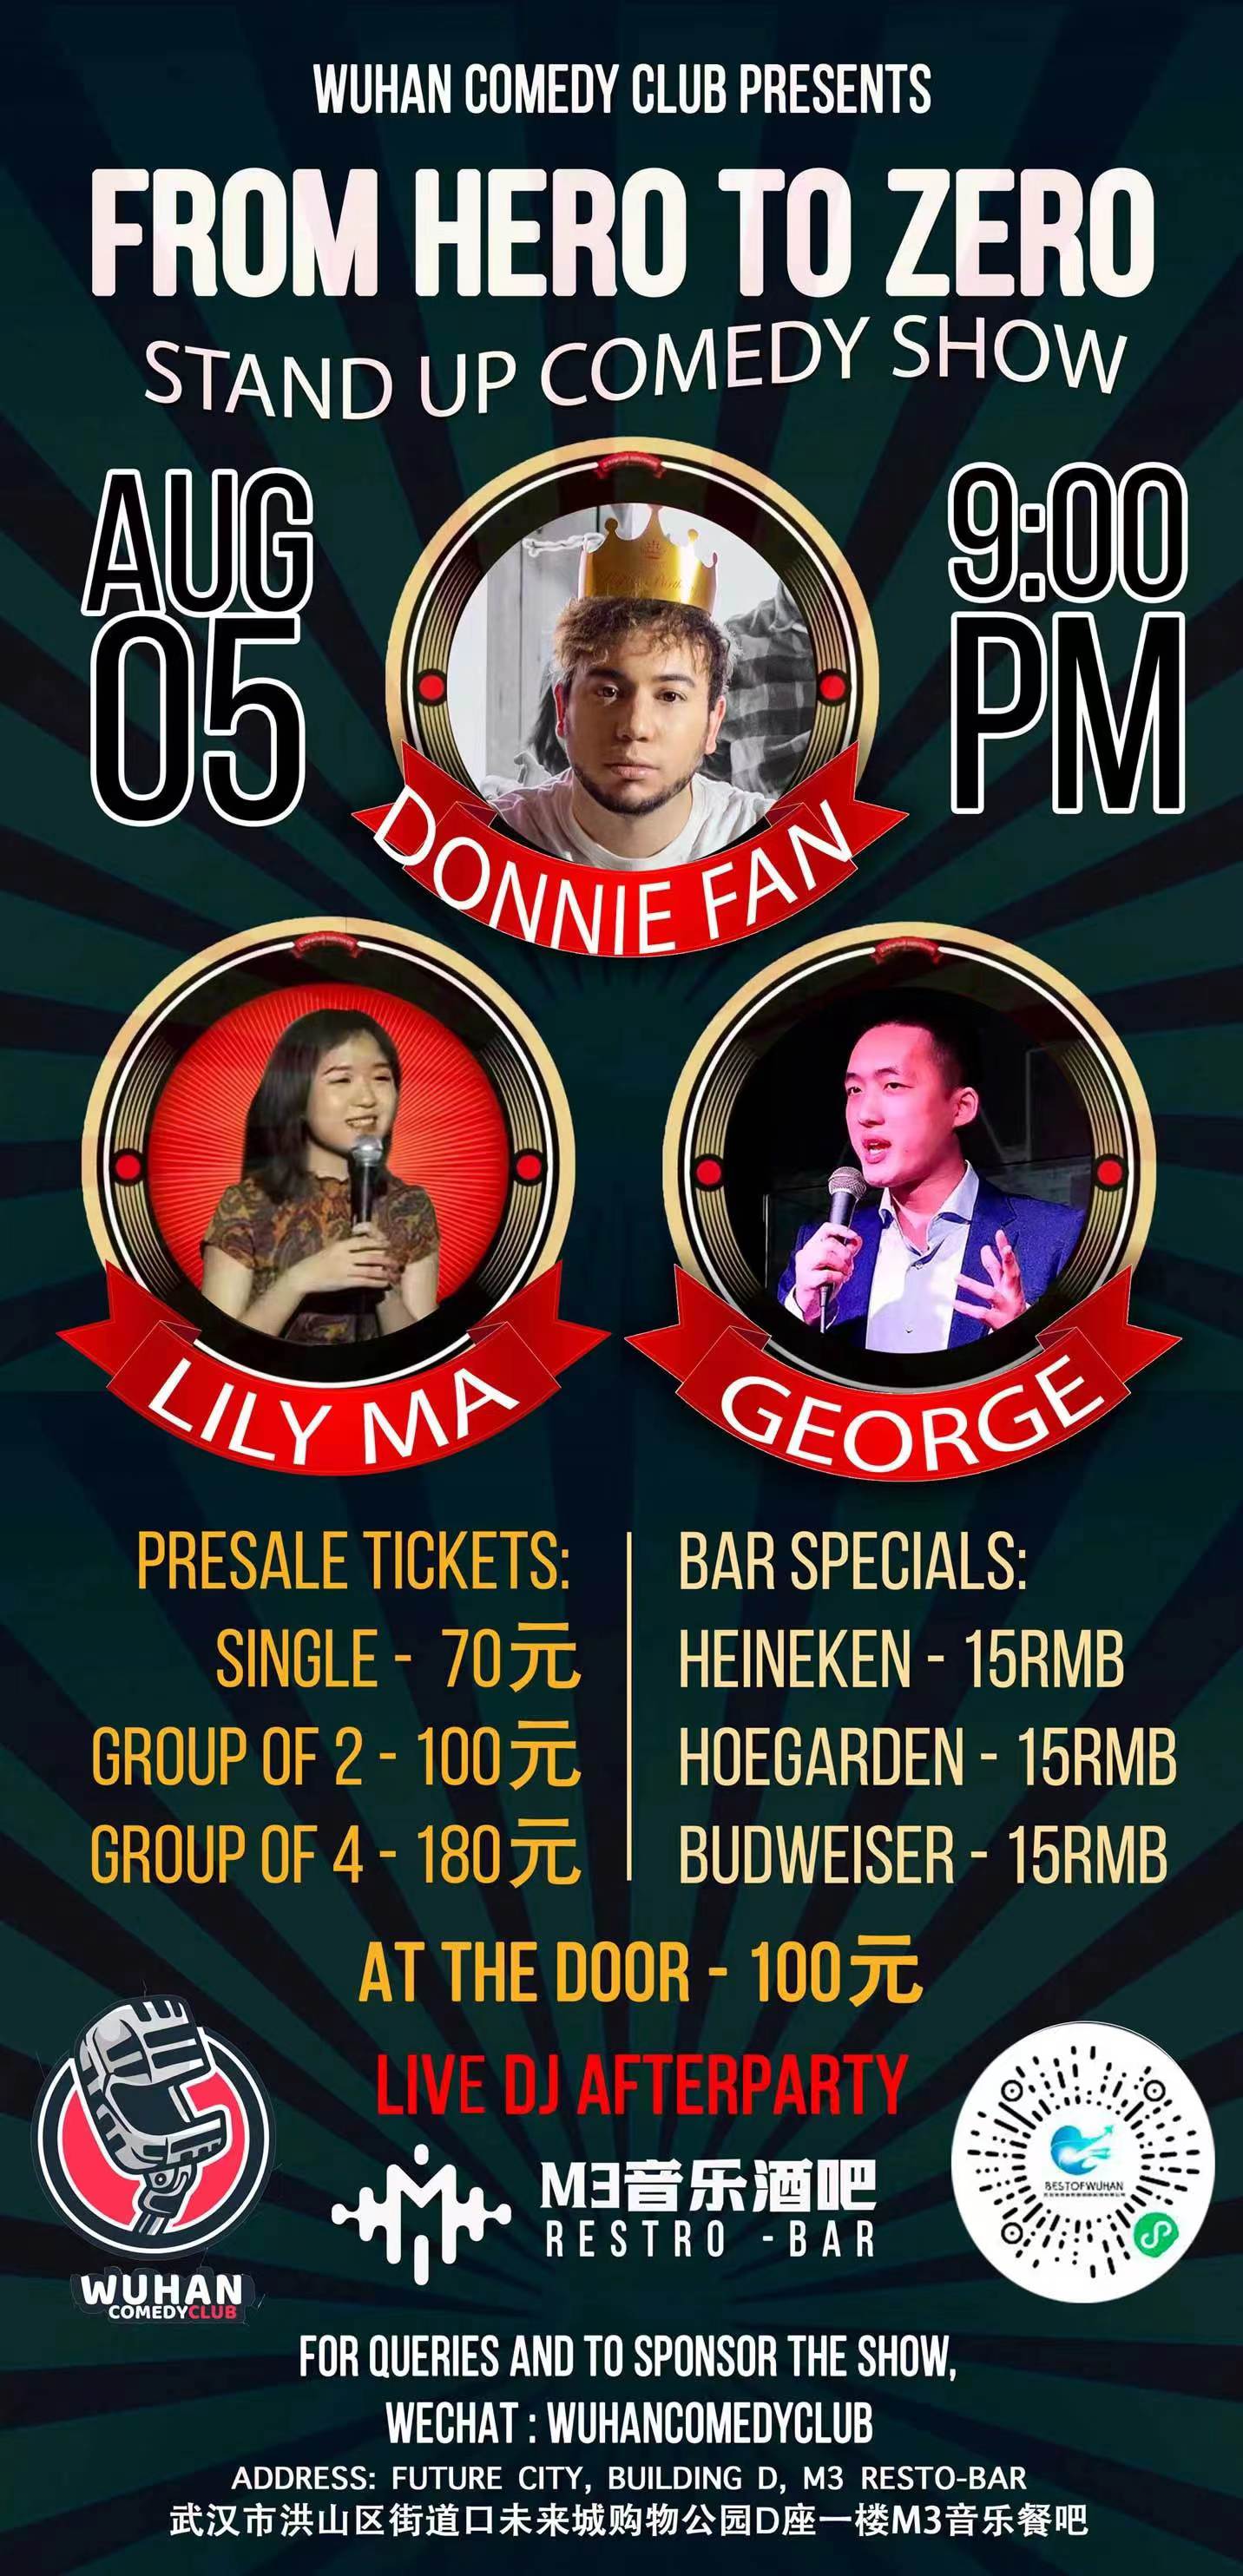 WUHAN COMEDY CLUB PRESENTS
FROM HERO TO ZERO
STAND UP COMEDY SHOW
AUG
05
9:00
PM
DONNIE FAN
LILY MA
GEORGE
PRESALE TICKETS:
SINGLE - 70元
GROUP OF 2 - 100元
GROUP OF 4 - 180元
BAR SPECIALS:
HEINEKEN - 15RMB
HOEGARDEN - 15RMB
BUDWEISER - 15RMB
AT THE DOOR - 100元
LIVE DJ AFTERPARTY
M3音乐酒吧
RESTRO -BAR
WUHAN
COMEDYCLUB
BESTOFWUHAN
FOR QUERIES AND TO SPONSOR THE SHOW,
WECHAT : WUHANCOMEDYCLUB
ADDRESS: FUTURE CITY, BUILDING D, M3 RESTO-BAR
武汉市洪山区街道口未来城购物公园D座一楼M3音乐餐吧